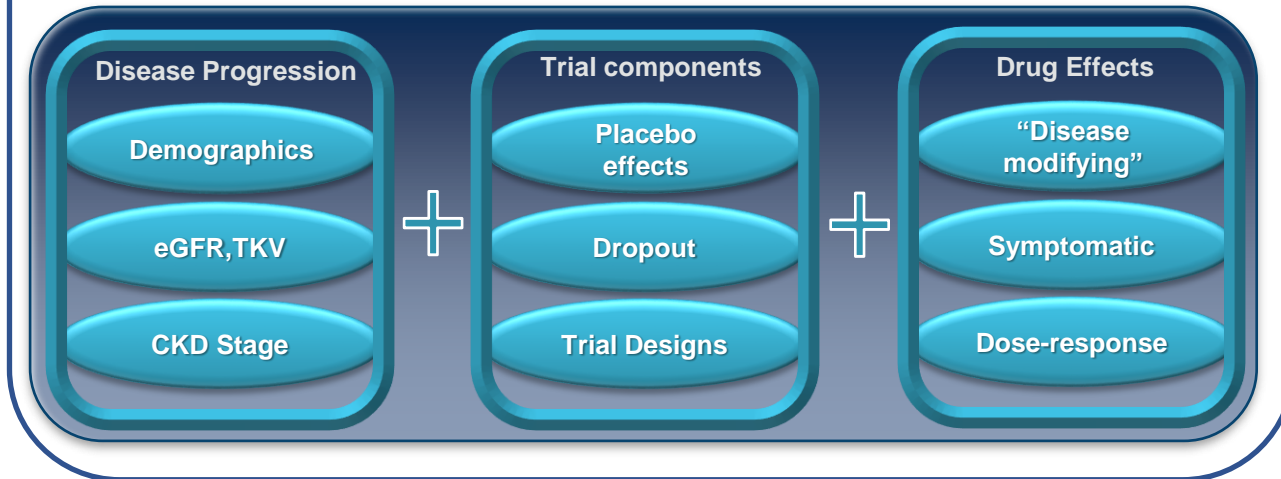 Disease Progression
Demographics
eGFR,TKV
CKD Stage
Trial components
Placebo
effects
Dropout
Trial Designs
Drug Effects
“Disease
modifying”
Symptomatic
Dose-response